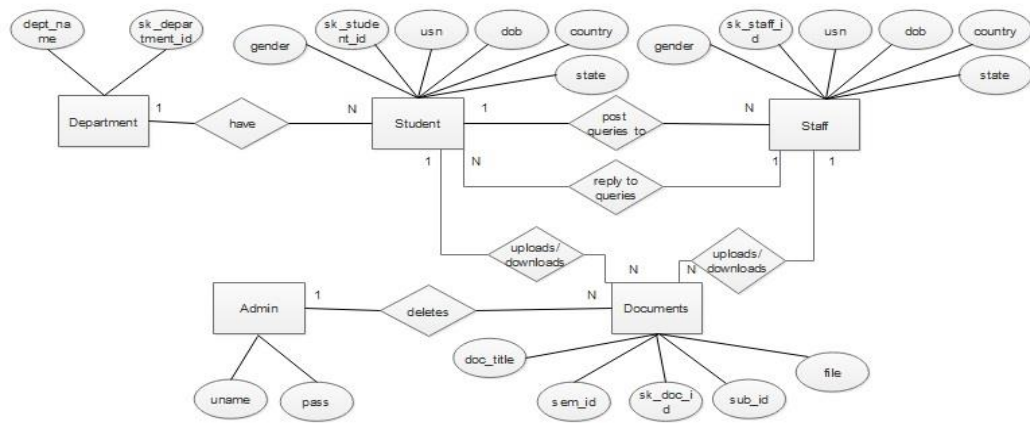 dept_na
me
sk_depar
tment_id
gender
sk_stude
nt_id
usn
dob
country
state
gender
sk_staff_i
d
usn
dob
country
state
Department
1
have
N
Student
1
post
queries to
N
Staff
1
N
reply to
queries
1
1
uploads/
downloads
N
uploads/
downloads
N
Admin
1
deletes
N
Documents
uname
pass
doc_title
sem_id
sk_doc_i
d
sub_id
file